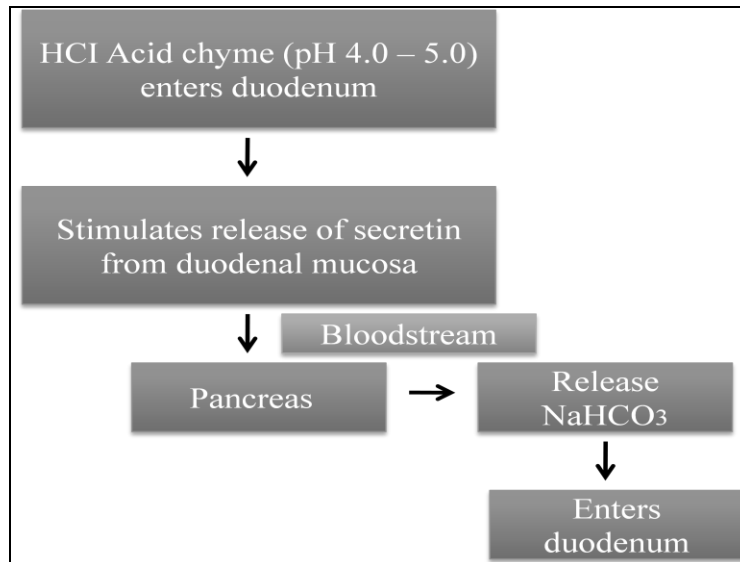 HCI Acid chyme (pH 4.0 – 5.0)
enters duodenum
Stimulates release of secretin
from duodenal mucosa
Bloodstream
Pancreas
Release
NaHCO₃
Enters
duodenum